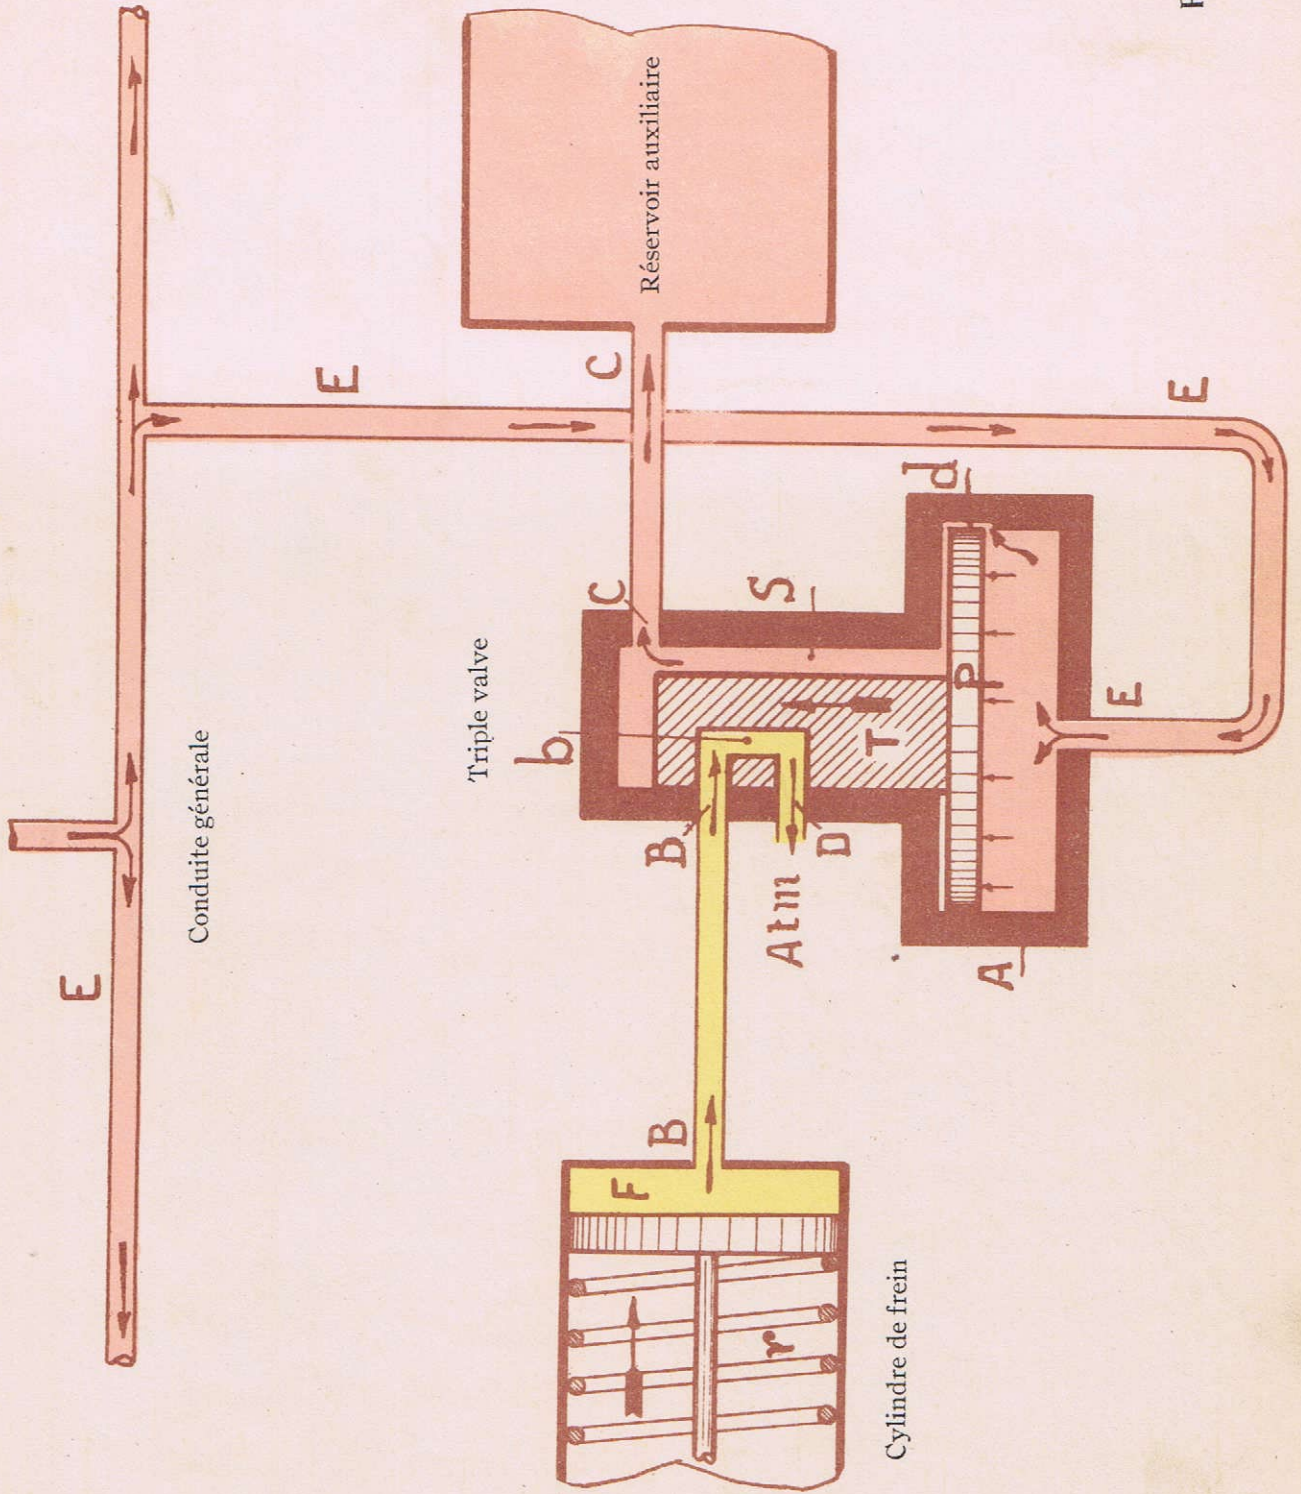 E
Conduite générale
E
Réservoir auxiliaire
C
C
Triple valve
b
S
E
d
B
T
P
D
Atm
A
E
B
F
r
Cylindre de frein